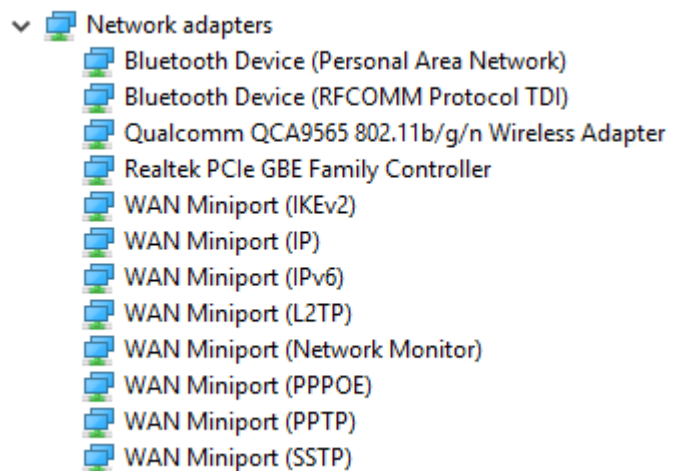 Network adapters
Bluetooth Device (Personal Area Network)
Bluetooth Device (RFCOMM Protocol TDI)
Qualcomm QCA9565 802.11b/g/n Wireless Adapter
Realtek PCIe GBE Family Controller
WAN Miniport (IKEv2)
WAN Miniport (IP)
WAN Miniport (IPv6)
WAN Miniport (L2TP)
WAN Miniport (Network Monitor)
WAN Miniport (PPPOE)
WAN Miniport (PPTP)
WAN Miniport (SSTP)